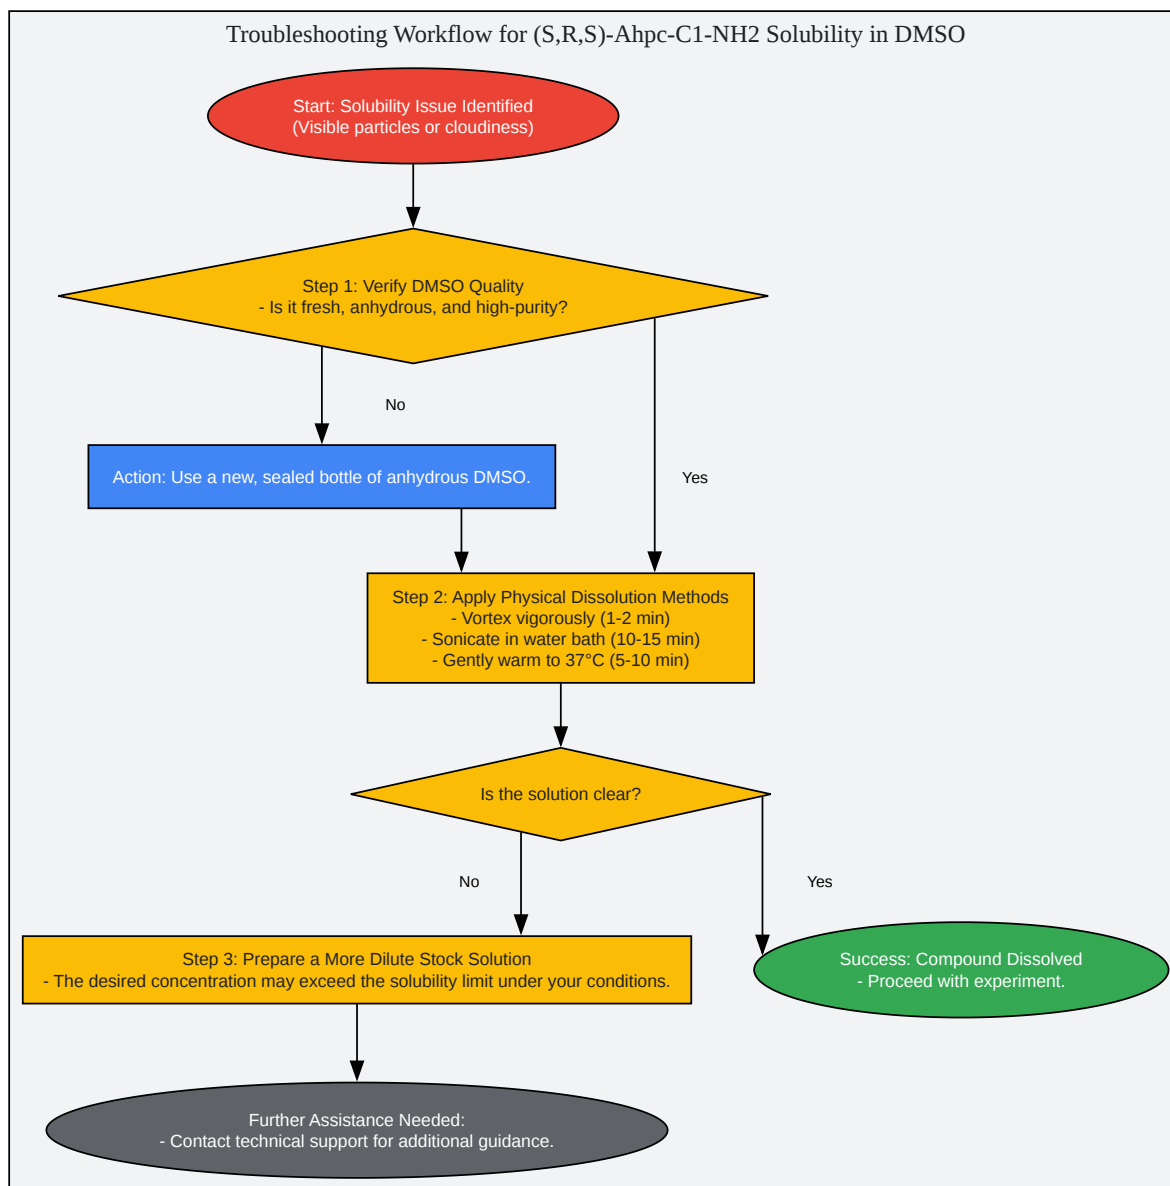 Troubleshooting Workflow for (S,R,S)-Ahpc-C1-NH2 Solubility in DMSO
Start: Solubility Issue Identified
(Visible particles or cloudiness)
Step 1: Verify DMSO Quality
- Is it fresh, anhydrous, and high-purity?
No
Action: Use a new, sealed bottle of anhydrous DMSO.
Yes
Step 2: Apply Physical Dissolution Methods
- Vortex vigorously (1-2 min)
- Sonicate in water bath (10-15 min)
- Gently warm to 37°C (5-10 min)
Is the solution clear?
No
Yes
Step 3: Prepare a More Dilute Stock Solution
- The desired concentration may exceed the solubility limit under your conditions.
Success: Compound Dissolved
- Proceed with experiment.
Further Assistance Needed:
- Contact technical support for additional guidance.